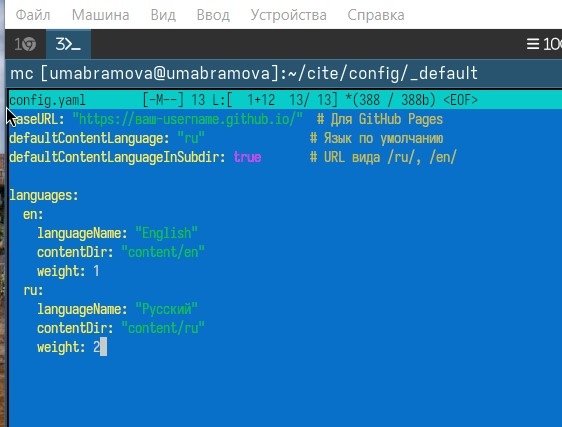 Файл Машина Вид Ввод Устройства Справка
1 3>_ ≡ 100
mc [umabramova@umabramova]:~/cite/config/_default
config.yaml [-M--] 13 L:[ 1+12 13/ 13] *(388 / 388b) <EOF>
baseURL: "https://ваш-username.github.io/" # Для GitHub Pages
defaultContentLanguage: "ru" # Язык по умолчанию
defaultContentLanguageInSubdir: true # URL вида /ru/, /en/
languages:
en:
languageName: "English"
contentDir: "content/en"
weight: 1
ru:
languageName: "Русский"
contentDir: "content/ru"
weight: 2